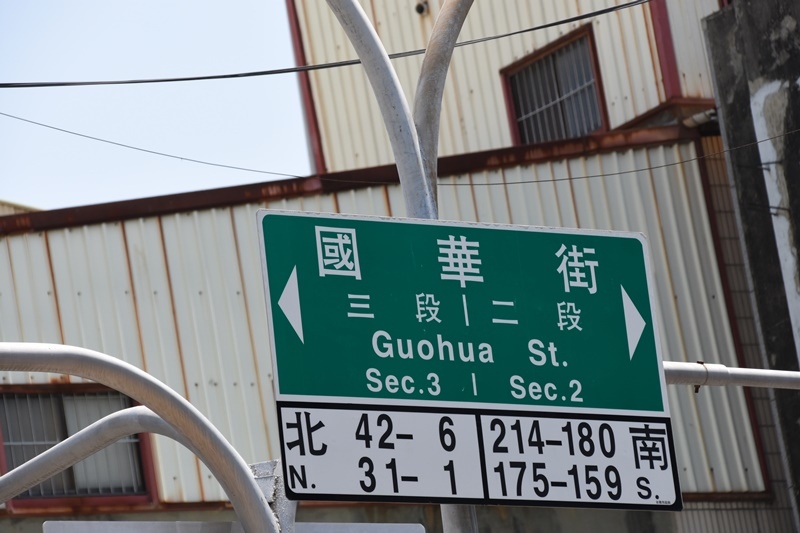 國華街
三段|二段
Guohua St.
Sec.3 | Sec.2
北 42– 6 214–180 南
N. 31– 1 175–159 S.